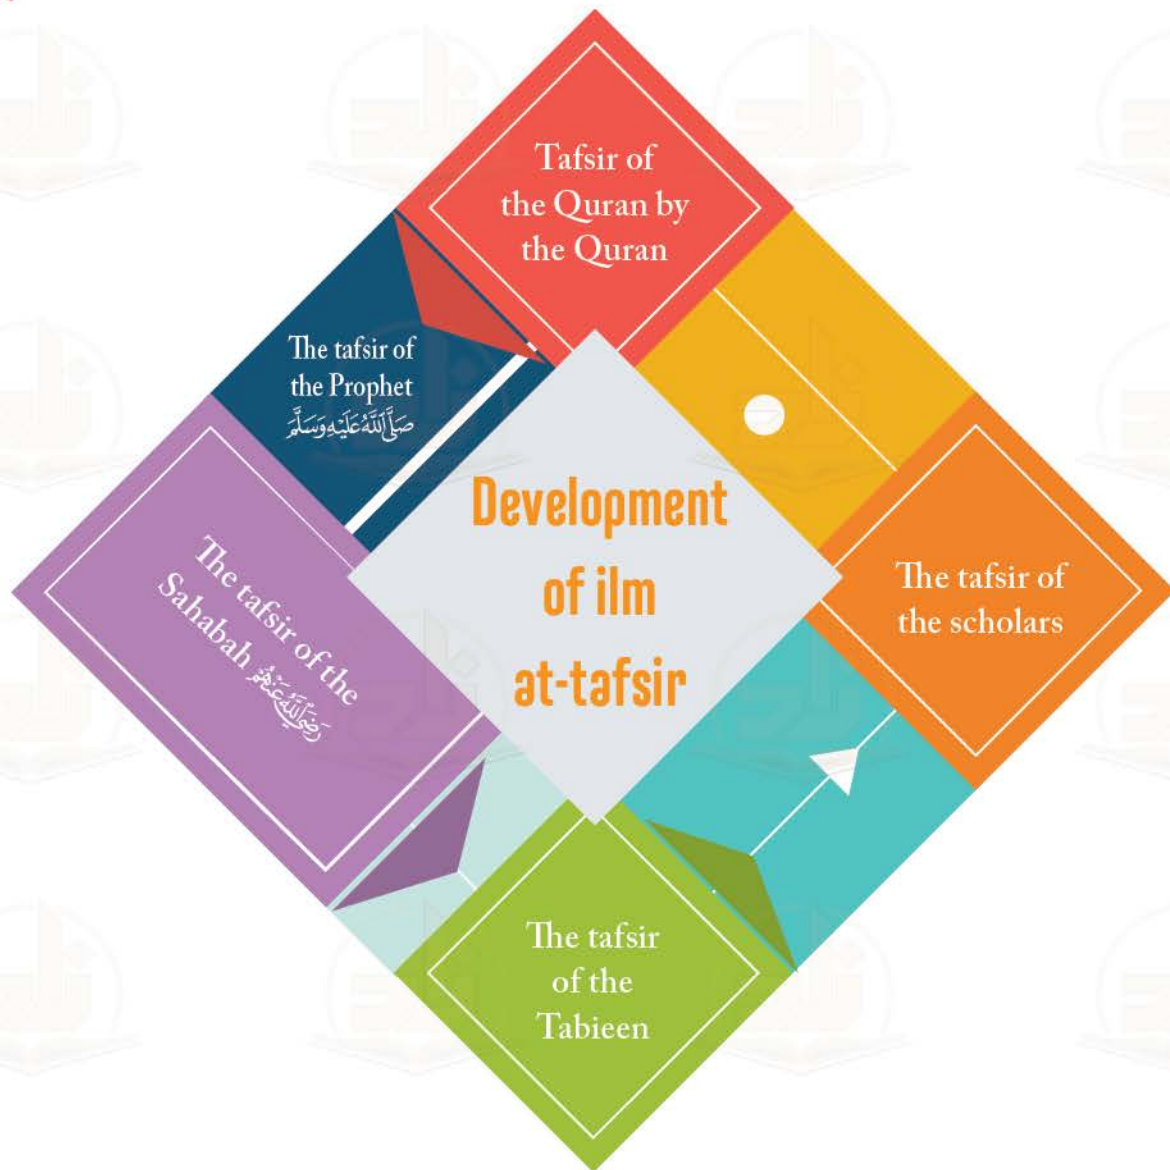 Tafsir of
the Quran by
the Quran
The tafsir of
the Prophet
صَلَّى ٱللَّهُ عَلَيْهِ وَسَلَّمَ
The tafsir of the
Sahabah رَضِيَ ٱللَّهُ عَنْهُمْ
The tafsir
of the
Tabieen
The tafsir of
the scholars
Development
of ilm
at-tafsir